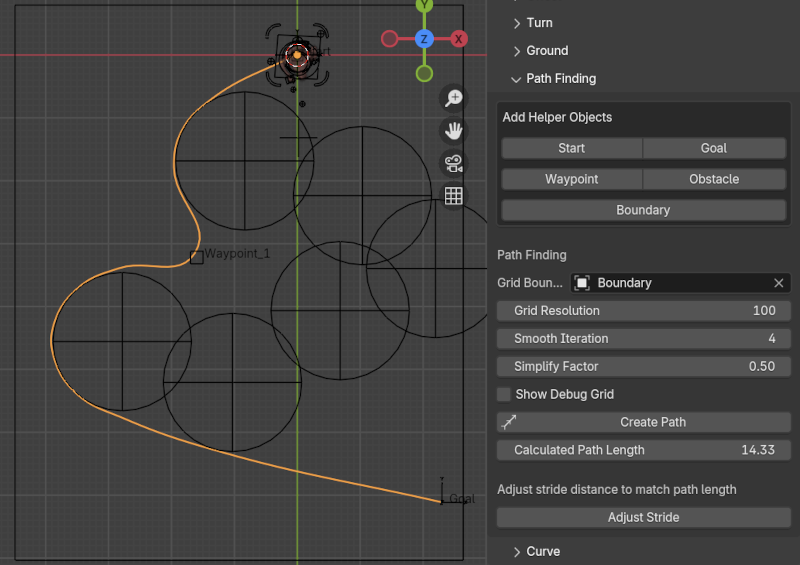 Y
Z
X
Waypoint_1
Goal
Turn
Ground
Path Finding
Add Helper Objects
Start Goal
Waypoint Obstacle
Boundary
Path Finding
Grid Boun... Boundary
Grid Resolution 100
Smooth Iteration 4
Simplify Factor 0.50
Show Debug Grid
Create Path
Calculated Path Length 14.33
Adjust stride distance to match path length
Adjust Stride
Curve